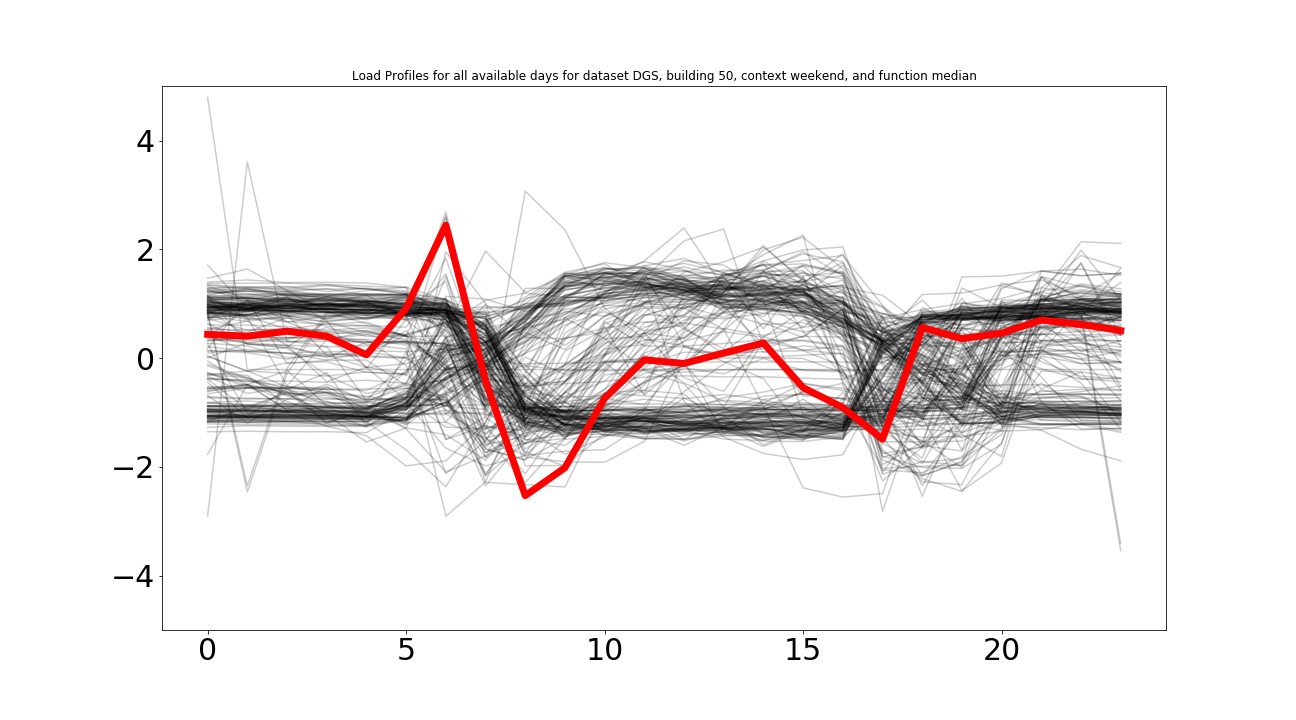 Load Profiles for all available days for dataset DGS, building 50, context weekend, and function median
4
2
0
−2
−4
0 5 10 15 20